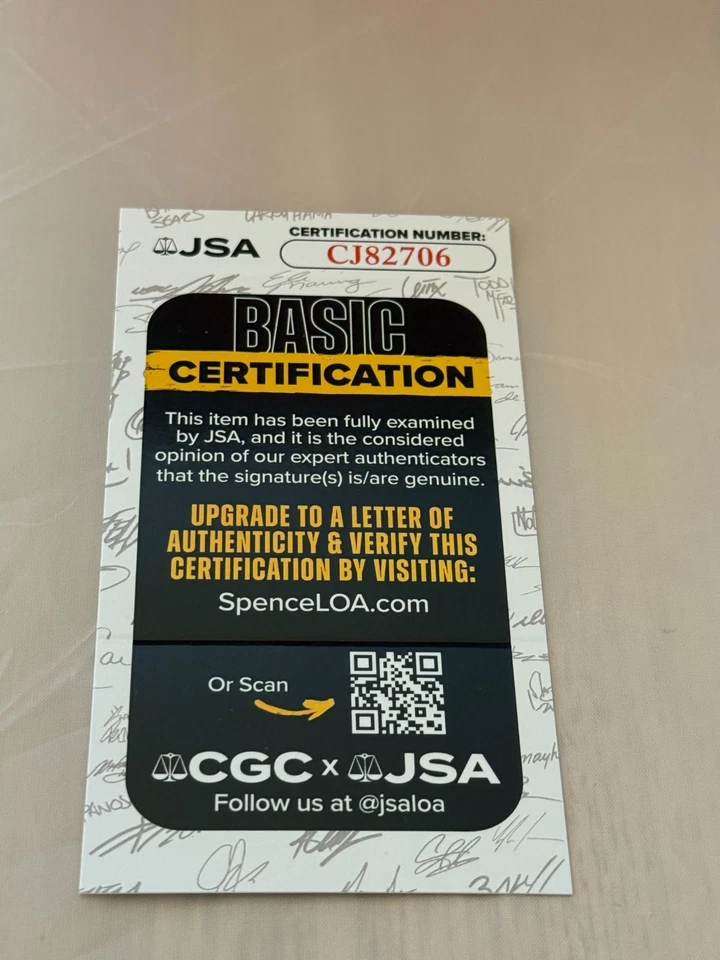 JSA
CERTIFICATION NUMBER:
CJ82706
BASIC
CERTIFICATION
This item has been fully examined
by JSA, and it is the considered
opinion of our expert authenticators
that the signature(s) is/are genuine.
UPGRADE TO A LETTER OF
AUTHENTICITY & VERIFY THIS
CERTIFICATION BY VISITING:
SpenceLOA.com
Or Scan
CGC x JSA
Follow us at @jsaloa